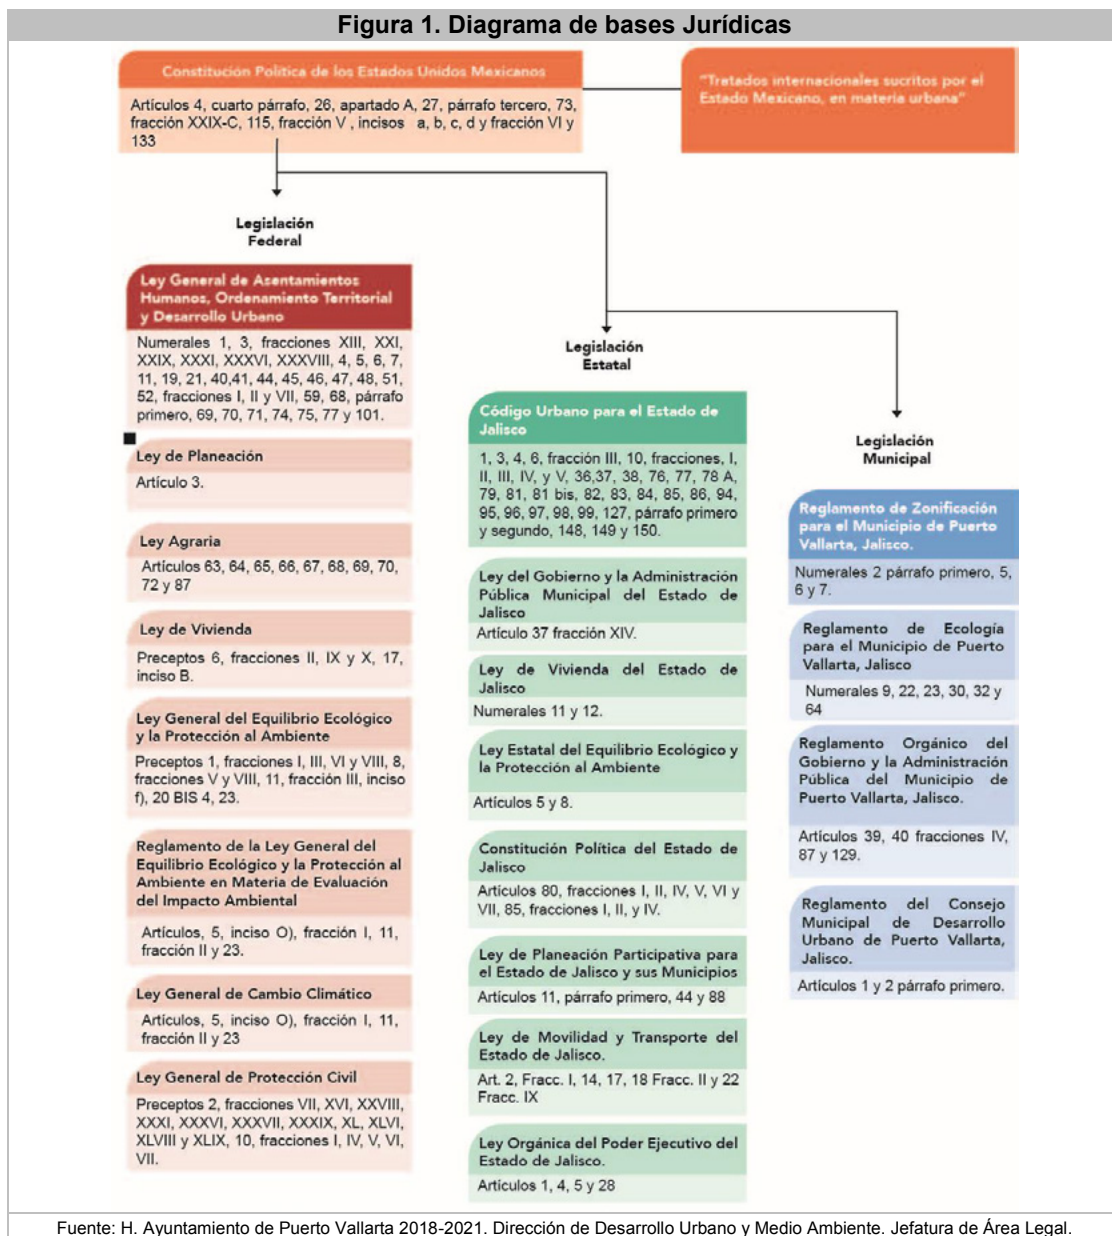 Figura 1. Diagrama de bases Jurídicas
Constitución Política de los Estados Unidos Mexicanos
Artículos 4, cuarto párrafo, 26, apartado A, 27, párrafo tercero, 73,
fracción XXIX-C, 115, fracción V , incisos a, b, c, d y fracción VI y
133
"Tratados internacionales sucritos por el
Estado Mexicano, en materia urbana"
Legislación
Federal
Ley General de Asentamientos
Humanos, Ordenamiento Territorial
y Desarrollo Urbano
Numerales 1, 3, fracciones XIII, XXI,
XXIX, XXXI, XXXVI, XXXVIII, 4, 5, 6, 7,
11, 19, 21, 40,41, 44, 45, 46, 47, 48, 51,
52, fracciones I, II y VII, 59, 68, párrafo
primero, 69, 70, 71, 74, 75, 77 y 101.
Ley de Planeación
Artículo 3.
Ley Agraria
Artículos 63, 64, 65, 66, 67, 68, 69, 70,
72 y 87
Ley de Vivienda
Preceptos 6, fracciones II, IX y X, 17,
inciso B.
Ley General del Equilibrio Ecológico
y la Protección al Ambiente
Preceptos 1, fracciones I, III, VI y VIII, 8,
fracciones V y VIII, 11, fracción III, inciso
f), 20 BIS 4, 23.
Reglamento de la Ley General del
Equilibrio Ecológico y la Protección al
Ambiente en Materia de Evaluación
del Impacto Ambiental
Artículos, 5, inciso O), fracción I, 11,
fracción II y 23.
Ley General de Cambio Climático
Artículos, 5, inciso O), fracción I, 11,
fracción II y 23
Ley General de Protección Civil
Preceptos 2, fracciones VII, XVI, XXVIII,
XXXI, XXXVI, XXXVII, XXXIX, XL, XLVI,
XLVIII y XLIX, 10, fracciones I, IV, V, VI,
VII.
Legislación
Estatal
Código Urbano para el Estado de
Jalisco
1, 3, 4, 6, fracción III, 10, fracciones, I,
II, III, IV, y V, 36,37, 38, 76, 77, 78 A,
79, 81, 81 bis, 82, 83, 84, 85, 86, 94,
95, 96, 97, 98, 99, 127, párrafo primero
y segundo, 148, 149 y 150.
Ley del Gobierno y la Administración
Pública Municipal del Estado de
Jalisco
Artículo 37 fracción XIV.
Ley de Vivienda del Estado de
Jalisco
Numerales 11 y 12.
Ley Estatal del Equilibrio Ecológico y
la Protección al Ambiente
Artículos 5 y 8.
Constitución Política del Estado de
Jalisco
Artículos 80, fracciones I, II, IV, V, VI y
VII, 85, fracciones I, II, y IV.
Ley de Planeación Participativa para
el Estado de Jalisco y sus Municipios
Artículos 11, párrafo primero, 44 y 88
Ley de Movilidad y Transporte del
Estado de Jalisco.
Art. 2, Fracc. I, 14, 17, 18 Fracc. II y 22
Fracc. IX
Ley Orgánica del Poder Ejecutivo del
Estado de Jalisco.
Artículos 1, 4, 5 y 28
Legislación
Municipal
Reglamento de Zonificación
para el Municipio de Puerto
Vallarta, Jalisco.
Numerales 2 párrafo primero, 5,
6 y 7.
Reglamento de Ecología
para el Municipio de Puerto
Vallarta, Jalisco
Numerales 9, 22, 23, 30, 32 y
64
Reglamento Orgánico del
Gobierno y la Administración
Pública del Municipio de
Puerto Vallarta, Jalisco.
Artículos 39, 40 fracciones IV,
87 y 129.
Reglamento del Consejo
Municipal de Desarrollo
Urbano de Puerto Vallarta,
Jalisco.
Artículos 1 y 2 párrafo primero.
Fuente: H. Ayuntamiento de Puerto Vallarta 2018-2021. Dirección de Desarrollo Urbano y Medio Ambiente. Jefatura de Área Legal.